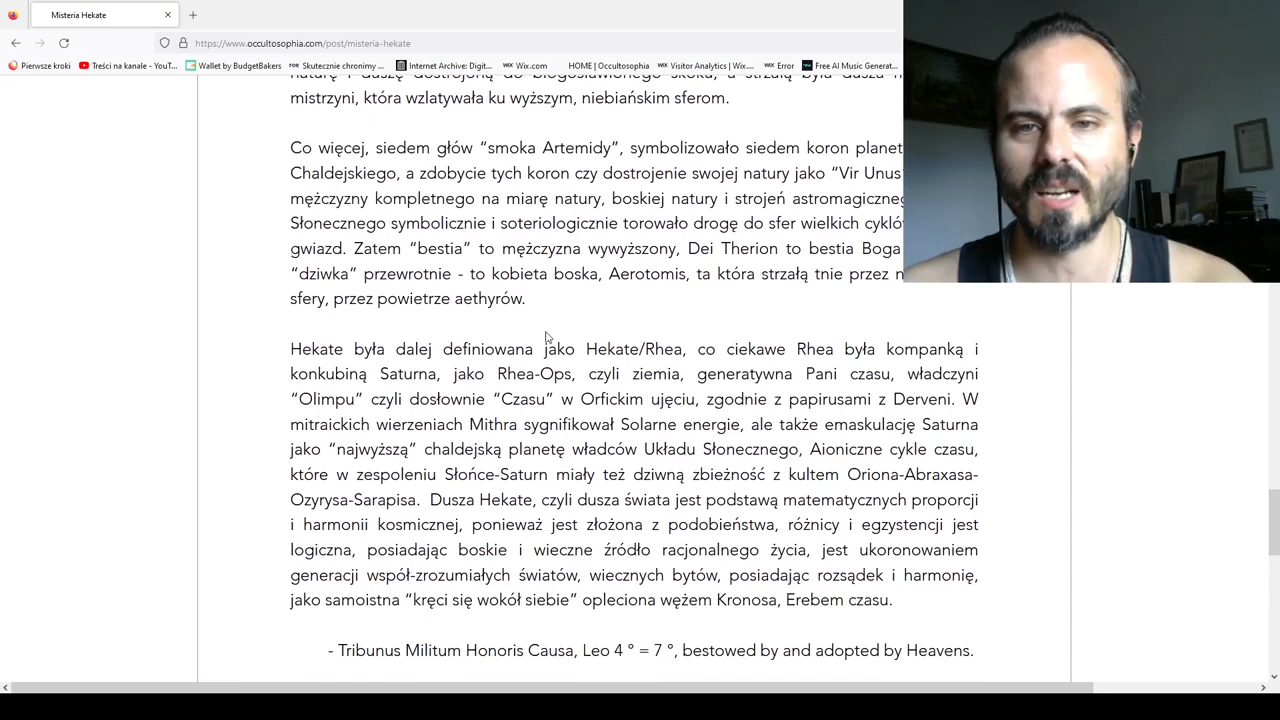 Misteria Hekate
https://www.occultosophia.com/post/misteria-hekate
Pierwsze kroki Treści na kanale - YouT... Wallet by BudgetBakers Skutecznie chronimy ... Internet Archive: Digit... Wix.com HOME | Occultosophia Visitor Analytics | Wix.... Error Free AI Music Generat...
naturę i duszę dostrojoną do błogosławionego skoku, a strzałą była dusza
mistrzyni, która wzlatywała ku wyższym, niebiańskim sferom.
Co więcej, siedem głów “smoka Artemidy”, symbolizowało siedem koron planet
Chaldejskiego, a zdobycie tych koron czy dostrojenie swojej natury jako “Vir Unus”
mężczyzny kompletnego na miarę natury, boskiej natury i strojeń astromagicznego
Słonecznego symbolicznie i soteriologicznie torowało drogę do sfer wielkich cyklów
gwiazd. Zatem “bestia” to mężczyzna wywyższony, Dei Therion to bestia Boga
“dziwka” przewrotnie - to kobieta boska, Aerotomis, ta która strzałą tnie przez
sfery, przez powietrze aethyrów.
Hekate była dalej definiowana jako Hekate/Rhea, co ciekawe Rhea była kompanką i
konkubiną Saturna, jako Rhea-Ops, czyli ziemia, generatywna Pani czasu, władczyni
“Olimpu” czyli dosłownie “Czasu” w Orfickim ujęciu, zgodnie z papirusami z Derveni. W
mitraickich wierzeniach Mithra sygnifikował Solarne energie, ale także emaskulację Saturna
jako “najwyższą” chaldejską planetę władców Układu Słonecznego, Aioniczne cykle czasu,
które w zespoleniu Słońce-Saturn miały też dziwną zbieżność z kultem Oriona-Abraxasa-
Ozyrysa-Sarapisa. Dusza Hekate, czyli dusza świata jest podstawą matematycznych proporcji
i harmonii kosmicznej, ponieważ jest złożona z podobieństwa, różnicy i egzystencji jest
logiczna, posiadając boskie i wieczne źródło racjonalnego życia, jest ukoronowaniem
generacji współ-zrozumiałych światów, wiecznych bytów, posiadając rozsądek i harmonię,
jako samoistna “kręci się wokół siebie” opleciona wężem Kronosa, Erebem czasu.
- Tribunus Militum Honoris Causa, Leo 4 ° = 7 °, bestowed by and adopted by Heavens.